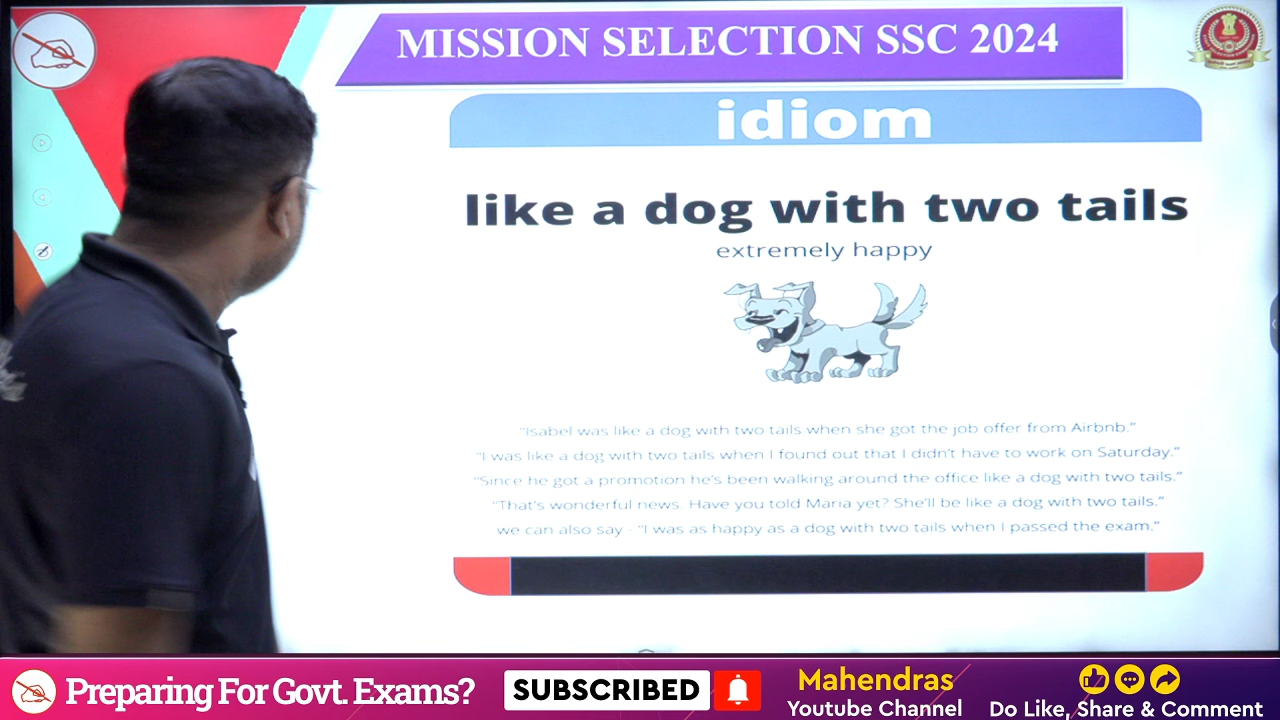 MISSION SELECTION SSC 2024
idiom
like a dog with two tails
extremely happy
“Isabel was like a dog with two tails when she got the job offer from Airbnb.”
“I was like a dog with two tails when I found out that I didn’t have to work on Saturday.”
“Since he got a promotion he’s been walking around the office like a dog with two tails.”
“That’s wonderful news. Have you told Maria yet? She’ll be like a dog with two tails.”
we can also say - “I was as happy as a dog with two tails when I passed the exam.”
Preparing For Govt. Exams?
SUBSCRIBED
Mahendras
Youtube Channel
Do Like, Share & Comment